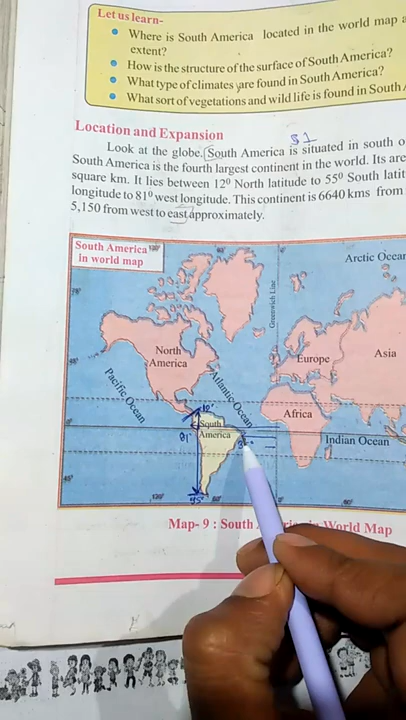 Let us learn-
Where is South America located in the world map
extent?
How is the structure of the surface of South America?
What type of climates are found in South America?
What sort of vegetations and wild life is found in South
Location and Expansion
31
Look at the globe. South America is situated in south
South America is the fourth largest continent in the world. Its are
square km. It lies between 12⁰ North latitude to 55⁰ South latit
longitude to 81⁰ west longitude. This continent is 6640 kms from
5,150 from west to east approximately.
South America
in world map
Arctic Ocean
Greenwich Line
North
America
Europe
Asia
Pacific Ocean
Atlantic Ocean
12°
Africa
South
America
81°
Indian Ocean
55°
Map- 9 : South America in World Map